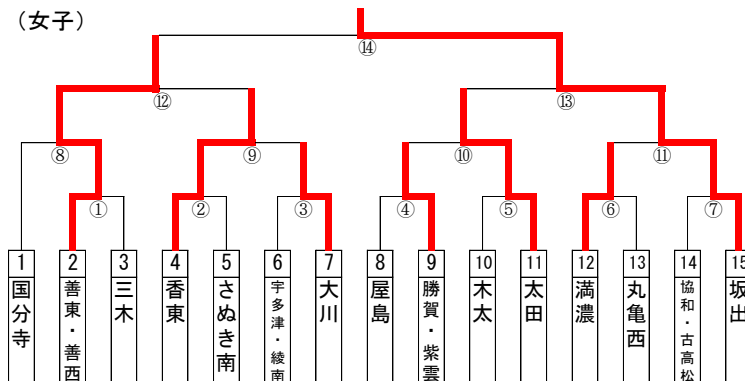 （女子）
⑭
⑫
⑬
⑧
⑨
⑩
⑪
①
②
③
④
⑤
⑥
⑦
1
2
3
4
5
6
7
8
9
10
11
12
13
14
15
国分寺
善東・善西
三木
香東
さぬき南
宇多津・綾南
大川
屋島
勝賀・紫雲
木太
太田
満濃
丸亀西
協和・古高松
坂出